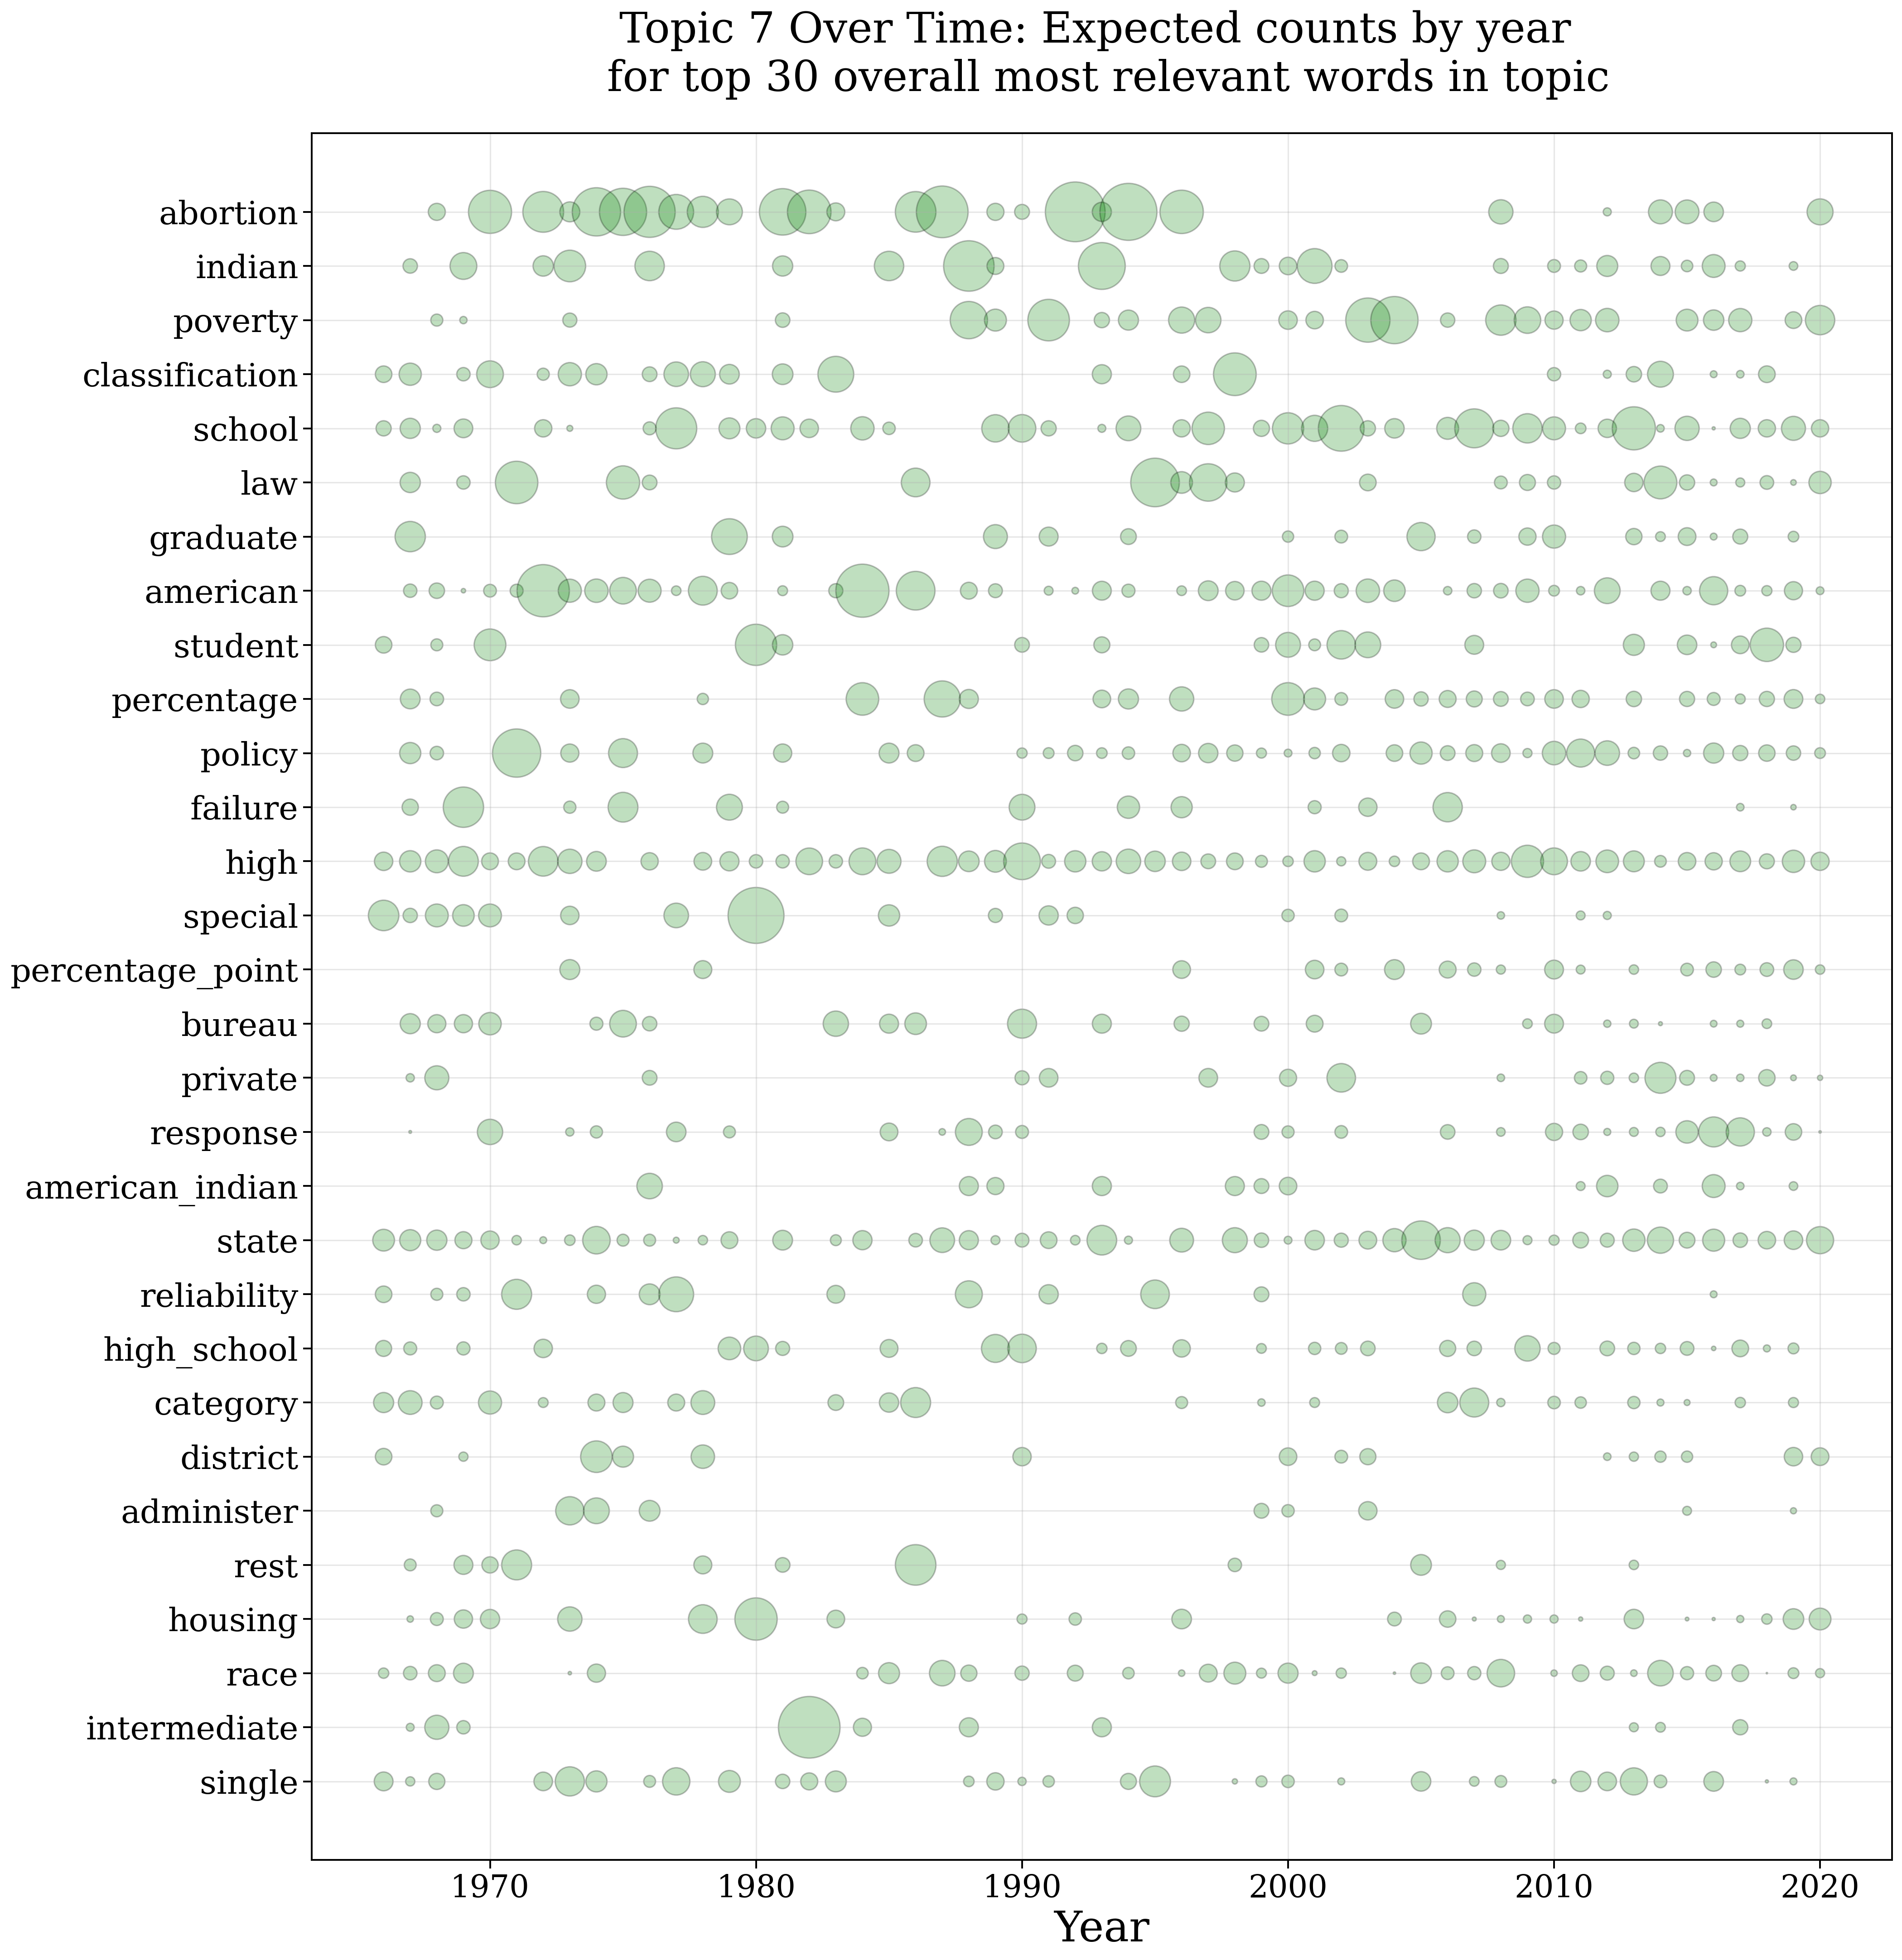 Topic 7 Over Time: Expected counts by year
for top 30 overall most relevant words in topic
abortion
indian
poverty
classification
school
law
graduate
american
student
percentage
policy
failure
high
special
percentage_point
bureau
private
response
american_indian
state
reliability
high_school
category
district
administer
rest
housing
race
intermediate
single
1970 1980 1990 2000 2010 2020
Year